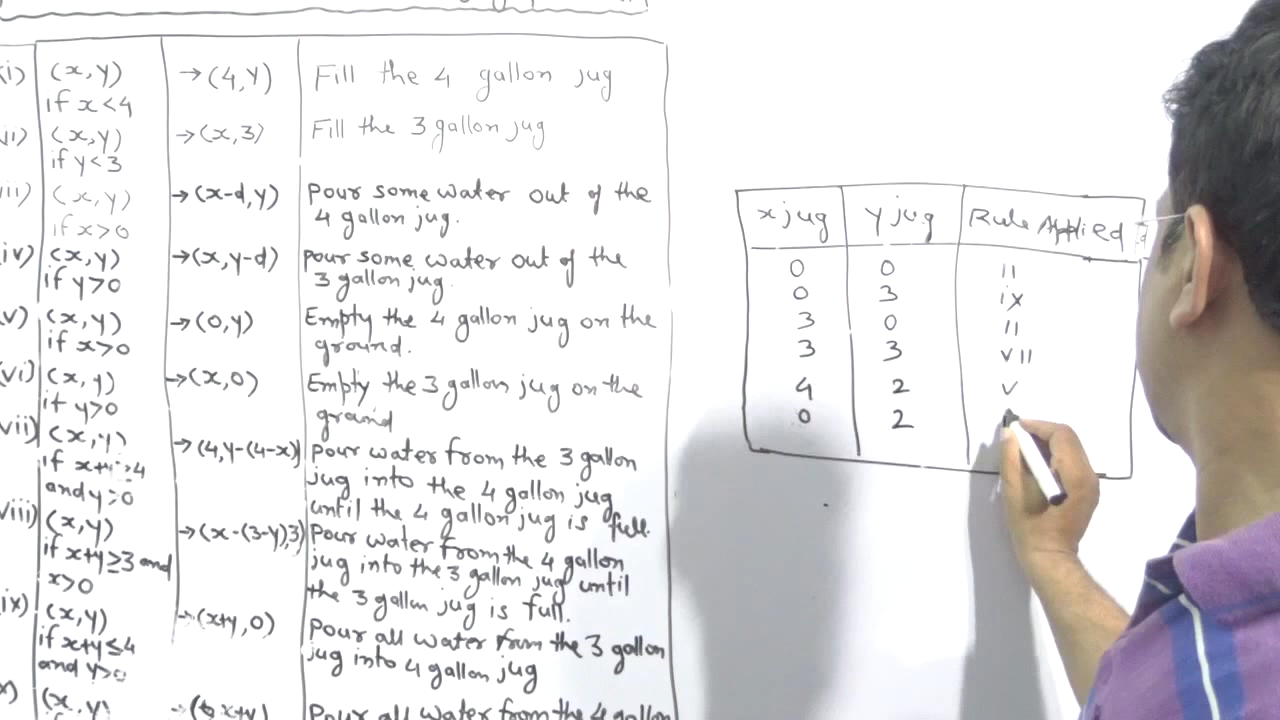 i) (x,y) → (4,y) Fill the 4 gallon jug
if x<4
ii) (x,y) → (x,3) Fill the 3 gallon jug
if y<3
iii) (x,y) → (x-d,y) Pour some water out of the
if x>0 4 gallon jug.
iv) (x,y) → (x,y-d) pour some water out of the
if y>0 3 gallon jug.
v) (x,y) → (0,y) Empty the 4 gallon jug on the
if x>0 ground.
vi) (x,y) → (x,0) Empty the 3 gallon jug on the
if y>0 ground
vii) (x,y) → (4,y-(4-x)) Pour water from the 3 gallon
if x+y≥4 jug into the 4 gallon jug
and y>0 until the 4 gallon jug is full.
viii) (x,y) → (x-(3-y),3) Pour water from the 4 gallon
if x+y≥3 and jug into the 3 gallon jug until
x>0 the 3 gallon jug is full.
ix) (x,y) → (x+y,0) Pour all water from the 3 gallon
if x+y≤4 jug into 4 gallon jug
and y>0
x) (x,y) → (0, x+y) Pour all water from the 4 gallon
x jug y jug Rule Applied
0 0 ii
0 3 ix
3 0 ii
3 3 vii
4 2 v
0 2